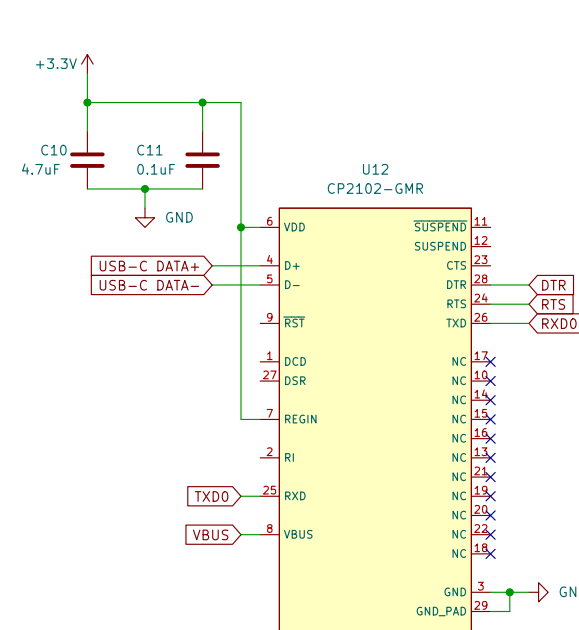 +3.3V
C10
4.7uF
C11
0.1uF
GND
U12
CP2102-GMR
6 VDD
SUSPEND 11
SUSPEND 12
USB-C DATA+ 4 D+
CTS 23
USB-C DATA- 5 D-
DTR 28 DTR
RTS 24 RTS
9 RST
TXD 26 RXD0
1 DCD
NC 17
27 DSR
NC 10
NC 14
7 REGIN
NC 15
NC 16
2 RI
NC 13
NC 21
TXD0 25 RXD
NC 19
NC 20
VBUS 8 VBUS
NC 22
NC 18
GND 3 GN
GND_PAD 29